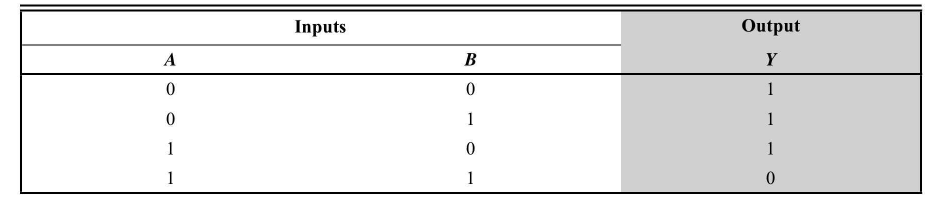 Inputs Output
A B Y
0 0 1
0 1 1
1 0 1
1 1 0